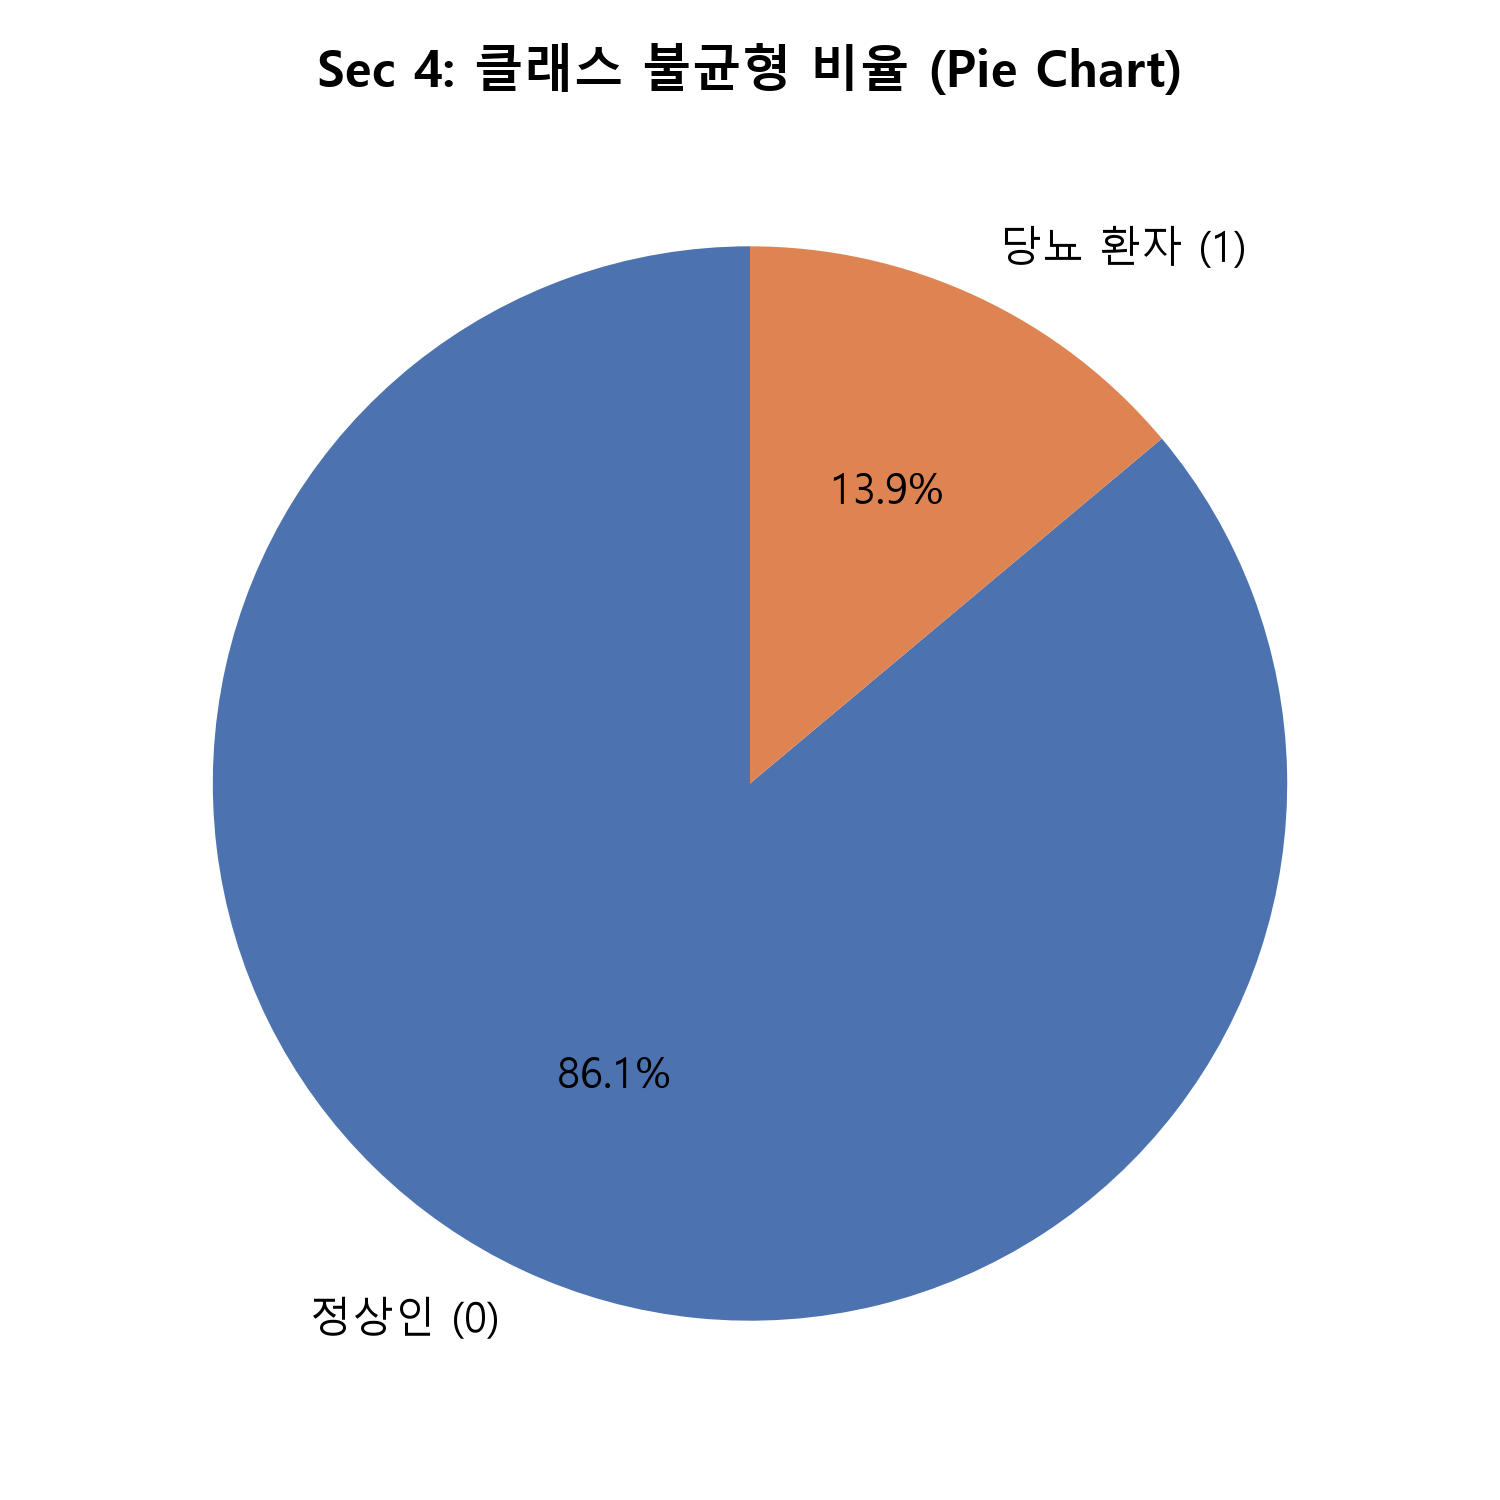 Sec 4: 클래스 불균형 비율 (Pie Chart)
당뇨 환자 (1)
13.9%
86.1%
정상인 (0)